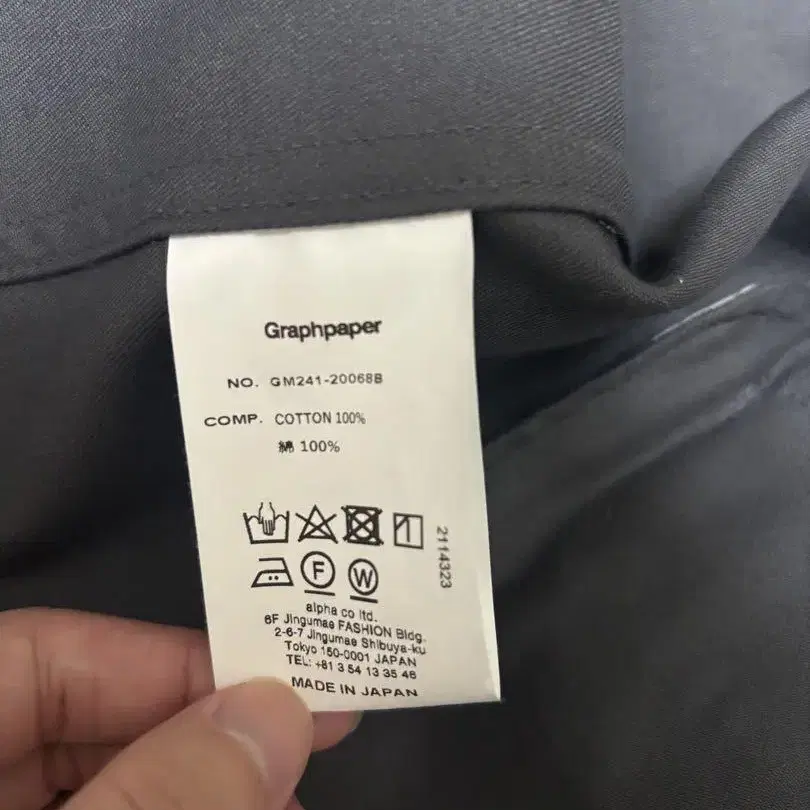 Graphpaper
NO. GM241-20068B
COMP. COTTON 100%
綿 100%
2114323
F W
alpha co ltd.
6F Jingumae FASHION Bldg.
2-6-7 Jingumae Shibuya-ku
Tokyo 150-0001 JAPAN
TEL: +81 3 54 13 35 46
MADE IN JAPAN